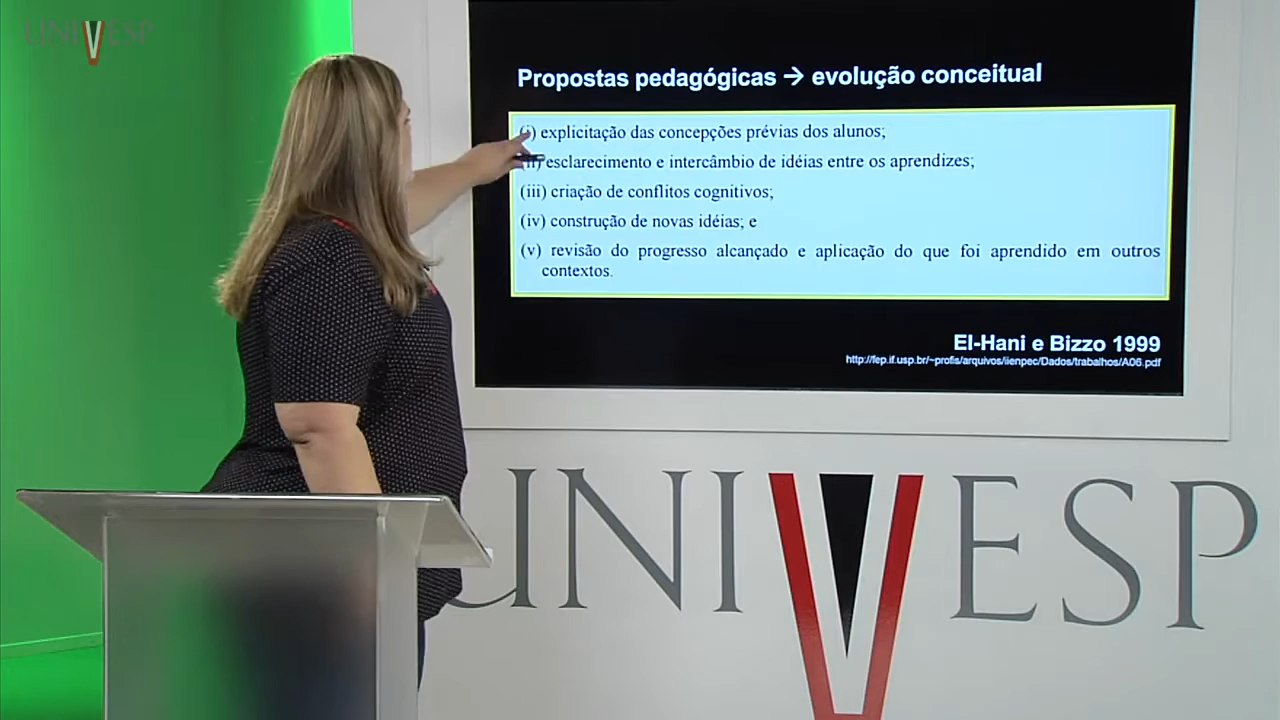 UNIVESP
Propostas pedagógicas → evolução conceitual
(i) explicitação das concepções prévias dos alunos;
(ii) esclarecimento e intercâmbio de idéias entre os aprendizes;
(iii) criação de conflitos cognitivos;
(iv) construção de novas idéias; e
(v) revisão do progresso alcançado e aplicação do que foi aprendido em outros
contextos.
El-Hani e Bizzo 1999
http://fep.if.usp.br/~profis/arquivos/iienpec/Dados/trabalhos/A06.pdf
UNIVESP